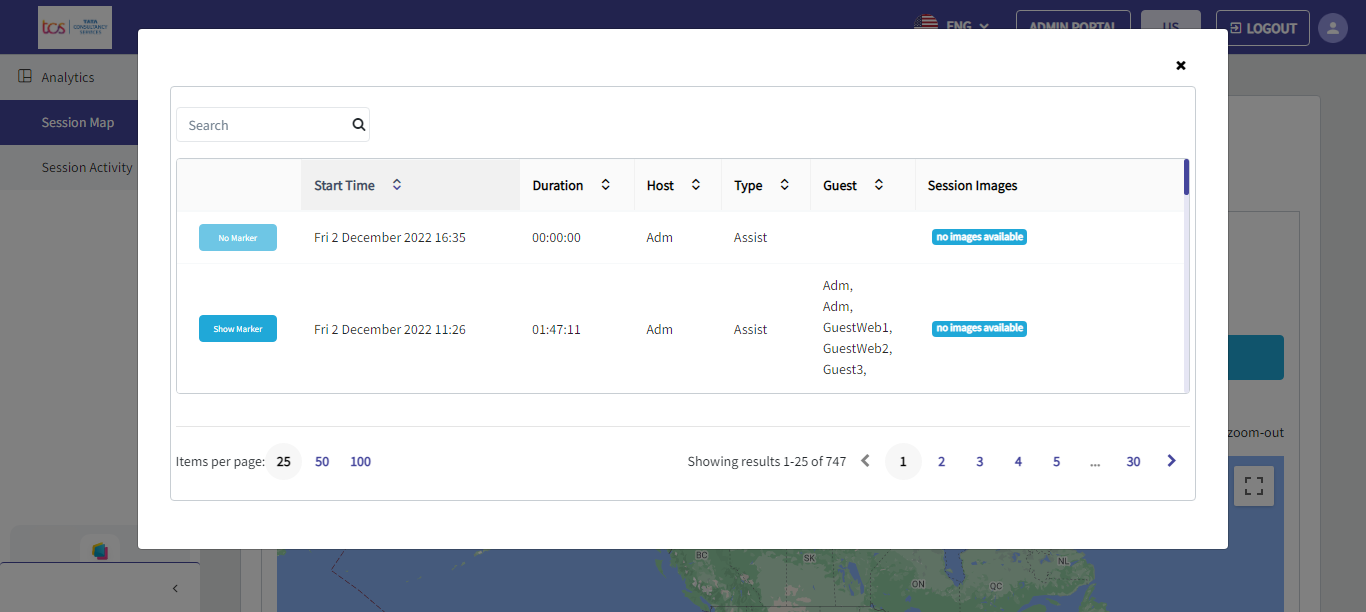 tcs
TATA
CONSULTANCY
SERVICES
ENG
ADMIN PORTAL
US
LOGOUT
Analytics
Session Map
Session Activity
Search
Start Time Duration Host Type Guest Session Images
No Marker Fri 2 December 2022 16:35 00:00:00 Adm Assist no images available
Adm,
Adm,
Show Marker Fri 2 December 2022 11:26 01:47:11 Adm Assist GuestWeb1, no images available
GuestWeb2,
Guest3,
zoom-out
Items per page: 25 50 100 Showing results 1-25 of 747 1 2 3 4 5 ... 30
BC
SK
NL
ON
QC